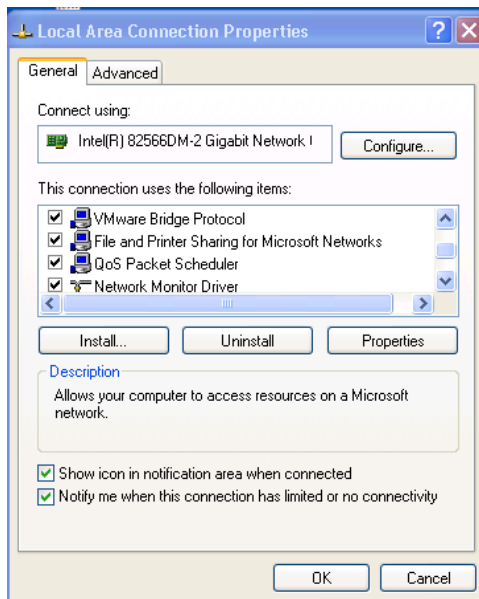 Local Area Connection Properties
General Advanced
Connect using:
Intel(R) 82566DM-2 Gigabit Network
Configure...
This connection uses the following items:
VMware Bridge Protocol
File and Printer Sharing for Microsoft Networks
QoS Packet Scheduler
Network Monitor Driver
Install... Uninstall Properties
Description
Allows your computer to access resources on a Microsoft
network.
Show icon in notification area when connected
Notify me when this connection has limited or no connectivity
OK Cancel